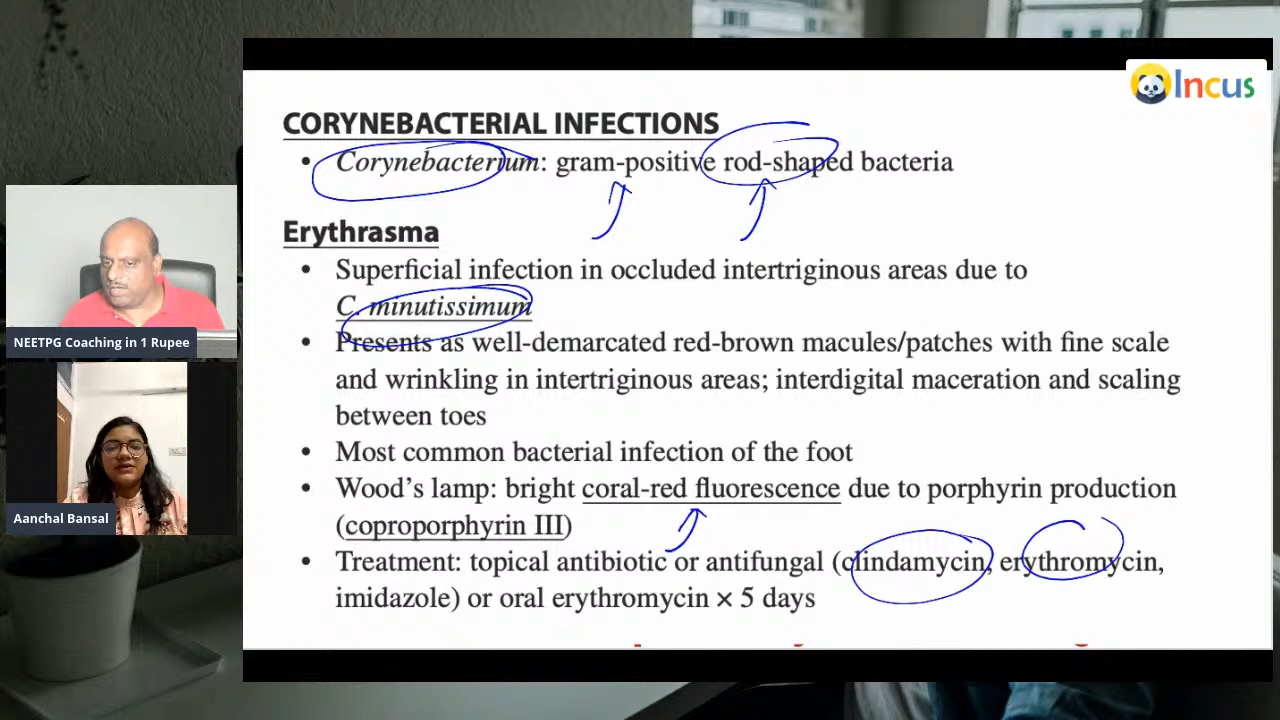 Incus
CORYNEBACTERIAL INFECTIONS
• Corynebacterium: gram-positive rod-shaped bacteria
Erythrasma
• Superficial infection in occluded intertriginous areas due to
C. minutissimum
• Presents as well-demarcated red-brown macules/patches with fine scale
and wrinkling in intertriginous areas; interdigital maceration and scaling
between toes
• Most common bacterial infection of the foot
• Wood’s lamp: bright coral-red fluorescence due to porphyrin production
(coproporphyrin III)
• Treatment: topical antibiotic or antifungal (clindamycin, erythromycin,
imidazole) or oral erythromycin × 5 days
NEETPG Coaching in 1 Rupee
Aanchal Bansal